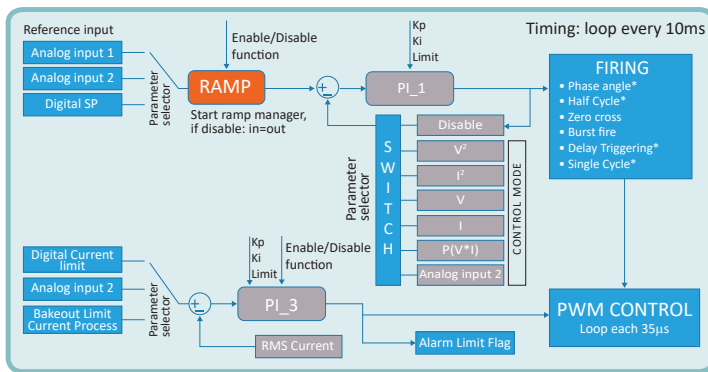 Reference input
Analog input 1
Analog input 2
Digital SP
Parameter
selector
Enable/Disable
function
RAMP
Start ramp manager,
if disable: in=out
Kp
Ki
Limit
PI_1
Timing: loop every 10ms
FIRING
• Phase angle*
• Half Cycle*
• Zero cross
• Burst fire
• Delay Triggering*
• Single Cycle*
Parameter
selector
SWITCH
Disable
V²
I²
V
I
P(V*I)
Analog input 2
CONTROL MODE
Digital Current
limit
Analog input 2
Bakeout Limit
Current Process
Parameter
selector
Kp
Ki
Limit
Enable/Disable
function
PI_3
RMS Current
Alarm Limit Flag
PWM CONTROL
Loop each 35µs